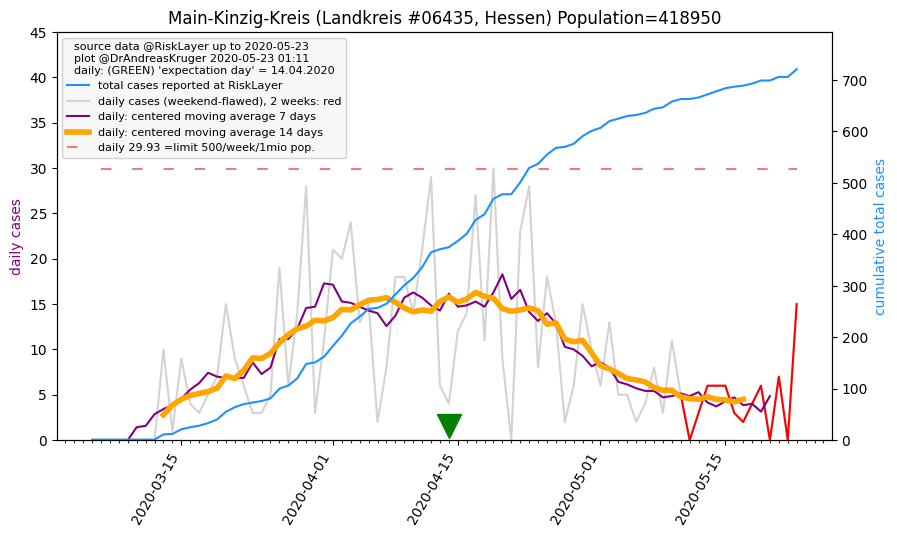 Main-Kinzig-Kreis (Landkreis #06435, Hessen) Population=418950
source data @RiskLayer up to 2020-05-23
plot @DrAndreasKruger 2020-05-23 01:11
daily: (GREEN) 'expectation day' = 14.04.2020
total cases reported at RiskLayer
daily cases (weekend-flawed), 2 weeks: red
daily: centered moving average 7 days
daily: centered moving average 14 days
daily 29.93 =limit 500/week/1mio pop.
daily cases
45
40
35
30
25
20
15
10
5
0
700
600
500
400
300
200
100
0
cumulative total cases
2020-03-15
2020-04-01
2020-04-15
2020-05-01
2020-05-15